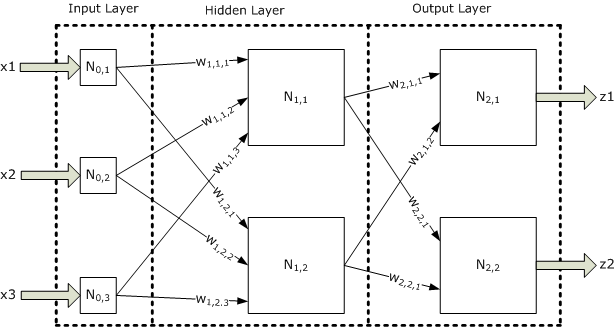 Input Layer
Hidden Layer
Output Layer
x1
N0,1
w1,1,1
N1,1
w2,1,1
N2,1
z1
w1,1,2
w1,1,3
w2,1,2
x2
N0,2
w1,2,1
w2,2,1
w1,2,2
N1,2
N2,2
z2
x3
N0,3
w1,2.3
w2,2,1